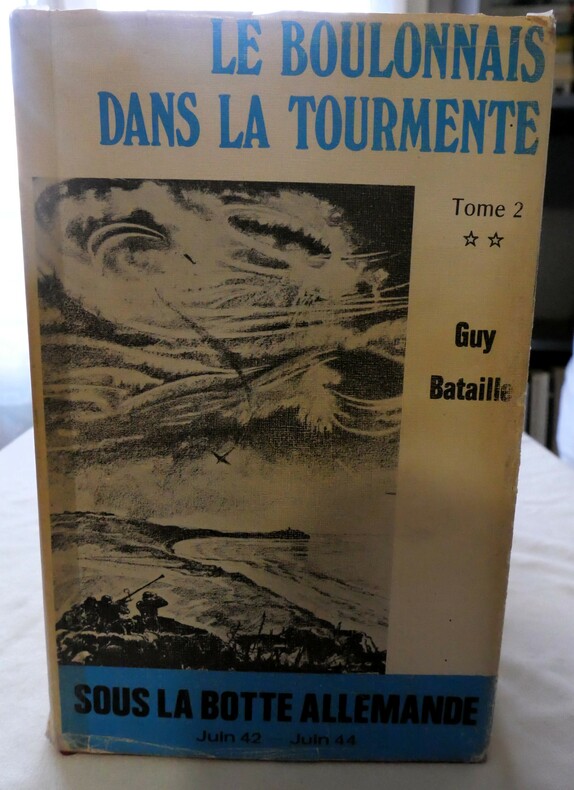 LE BOULONNAIS
DANS LA TOURMENTE
Tome 2
☆ ☆
Guy
Bataille
SOUS LA BOTTE ALLEMANDE
Juin 42 Juin 44